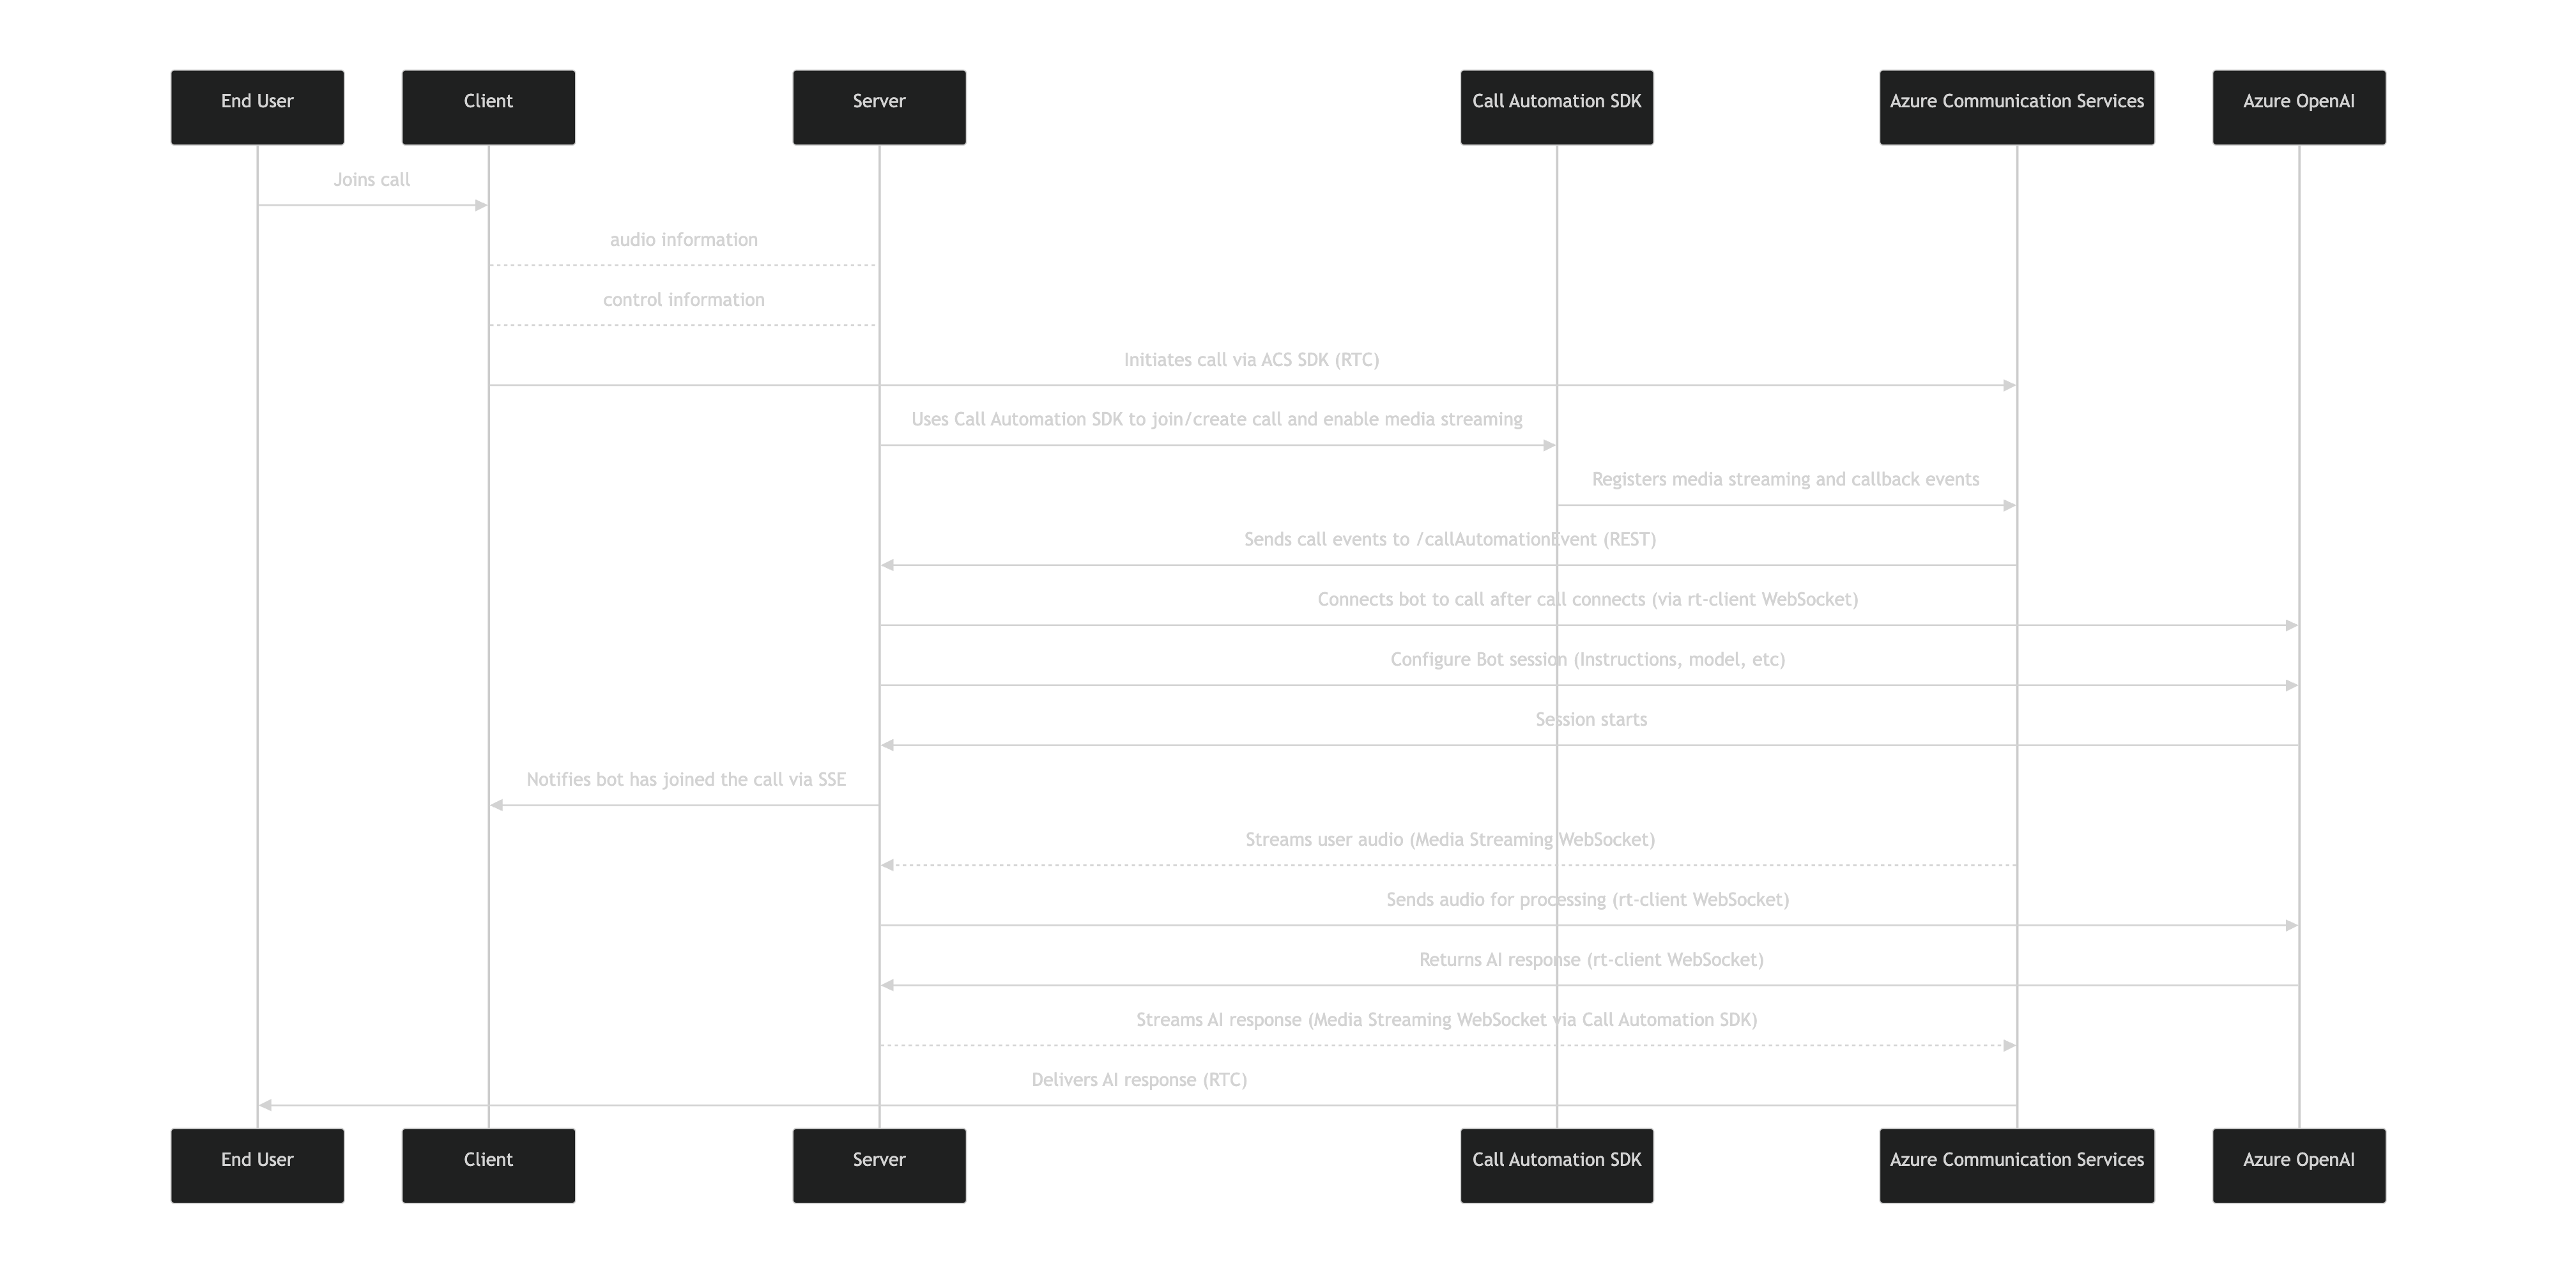 End User
Client
Server
Call Automation SDK
Azure Communication Services
Azure OpenAI
Joins call
audio information
control information
Initiates call via ACS SDK (RTC)
Uses Call Automation SDK to join/create call and enable media streaming
Registers media streaming and callback events
Sends call events to /callAutomationEvent (REST)
Connects bot to call after call connects (via rt-client WebSocket)
Configure Bot session (Instructions, model, etc)
Session starts
Notifies bot has joined the call via SSE
Streams user audio (Media Streaming WebSocket)
Sends audio for processing (rt-client WebSocket)
Returns AI response (rt-client WebSocket)
Streams AI response (Media Streaming WebSocket via Call Automation SDK)
Delivers AI response (RTC)
End User
Client
Server
Call Automation SDK
Azure Communication Services
Azure OpenAI